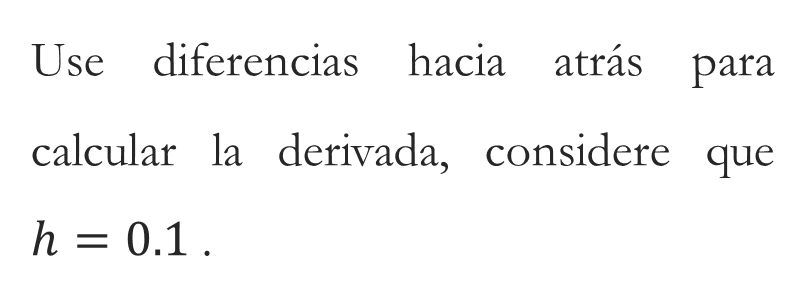 Use diferencias hacia atrás para
calcular la derivada, considere que
h = 0.1 .